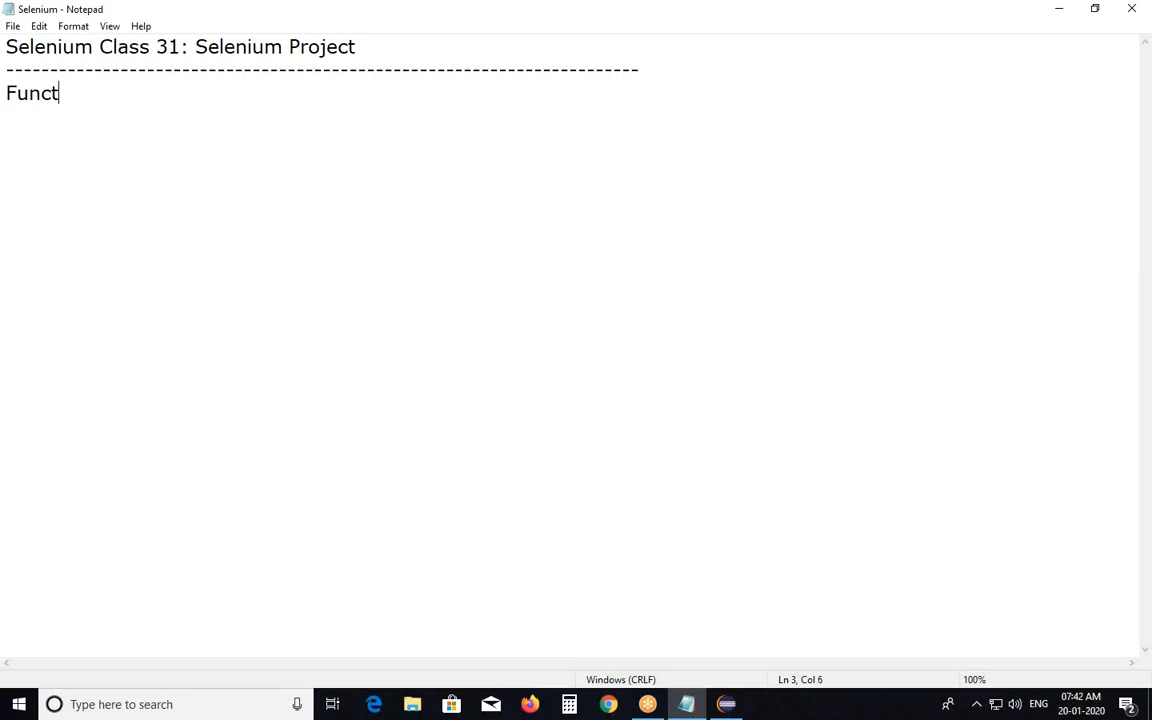 Selenium - Notepad
File Edit Format View Help
Selenium Class 31: Selenium Project
------------------------------------------------------------------------
Funct
Windows (CRLF) Ln 3, Col 6 100%
Type here to search ENG 07:42 AM
20-01-2020 2